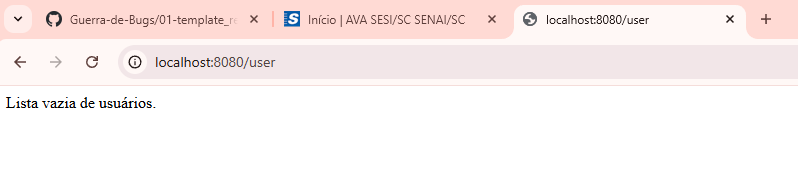 Guerra-de-Bugs/01-template_re
Início | AVA SESI/SC SENAI/SC
localhost:8080/user
localhost:8080/user
Lista vazia de usuários.